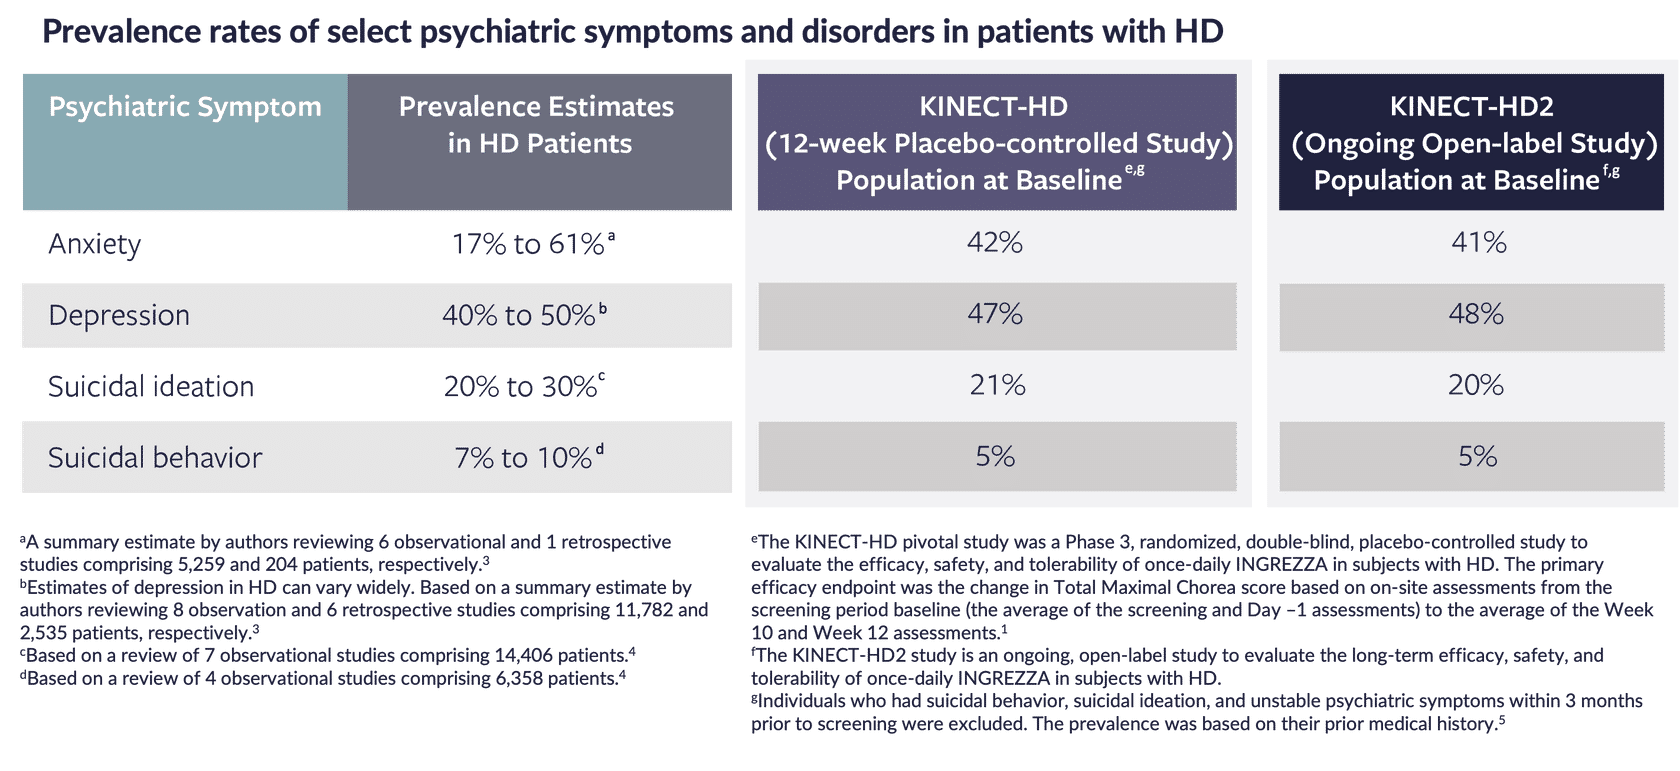 Prevalence rates of select psychiatric symptoms and disorders in patients with HD
Psychiatric Symptom
Prevalence Estimates
in HD Patients
KINECT-HD
(12-week Placebo-controlled Study)
Population at Baseline e,g
KINECT-HD2
(Ongoing Open-label Study)
Population at Baseline f,g
Anxiety 17% to 61%a 42% 41%
Depression 40% to 50%b 47% 48%
Suicidal ideation 20% to 30%c 21% 20%
Suicidal behavior 7% to 10%d 5% 5%
aA summary estimate by authors reviewing 6 observational and 1 retrospective
studies comprising 5,259 and 204 patients, respectively.3
bEstimates of depression in HD can vary widely. Based on a summary estimate by
authors reviewing 8 observation and 6 retrospective studies comprising 11,782 and
2,535 patients, respectively.3
cBased on a review of 7 observational studies comprising 14,406 patients.4
dBased on a review of 4 observational studies comprising 6,358 patients.4
eThe KINECT-HD pivotal study was a Phase 3, randomized, double-blind, placebo-controlled study to
evaluate the efficacy, safety, and tolerability of once-daily INGREZZA in subjects with HD. The primary
efficacy endpoint was the change in Total Maximal Chorea score based on on-site assessments from the
screening period baseline (the average of the screening and Day –1 assessments) to the average of the Week
10 and Week 12 assessments.1
fThe KINECT-HD2 study is an ongoing, open-label study to evaluate the long-term efficacy, safety, and
tolerability of once-daily INGREZZA in subjects with HD.
gIndividuals who had suicidal behavior, suicidal ideation, and unstable psychiatric symptoms within 3 months
prior to screening were excluded. The prevalence was based on their prior medical history.5